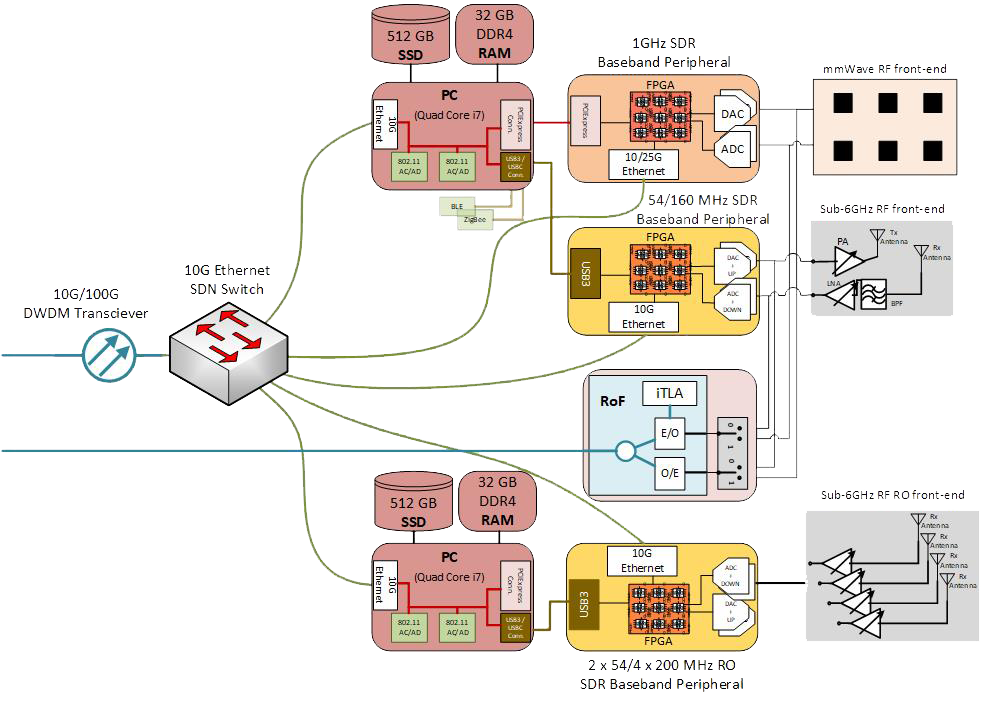 512 GB
SSD
32 GB
DDR4
RAM
PC
(Quad Core i7)
10G
Ethernet
PCIExpress
Conn.
802.11
AC/AD
802.11
AC/AD
USB3 /
USBC
Conn.
BLE
ZigBee
1GHz SDR
Baseband Peripheral
PCIExpress
FPGA
DAC
ADC
10/25G
Ethernet
mmWave RF front-end
54/160 MHz SDR
Baseband Peripheral
USB3
FPGA
DAC
+
UP
ADC
+
DOWN
10G
Ethernet
Sub-6GHz RF front-end
PA
Tx
Antenna
Rx
Antenna
LNA
BPF
10G Ethernet
SDN Switch
10G/100G
DWDM Transciever
RoF
iTLA
E/O
O/E
0
1
0
1
512 GB
SSD
32 GB
DDR4
RAM
PC
(Quad Core i7)
10G
Ethernet
PCIExpress
Conn.
802.11
AC/AD
802.11
AC/AD
USB3 /
USBC
Conn.
10G
Ethernet
USB3
FPGA
ADC
+
DOWN
DAC
+
UP
2 x 54/4 x 200 MHz RO
SDR Baseband Peripheral
Sub-6GHz RF RO front-end
Rx
Antenna
Rx
Antenna
Rx
Antenna
Rx
Antenna